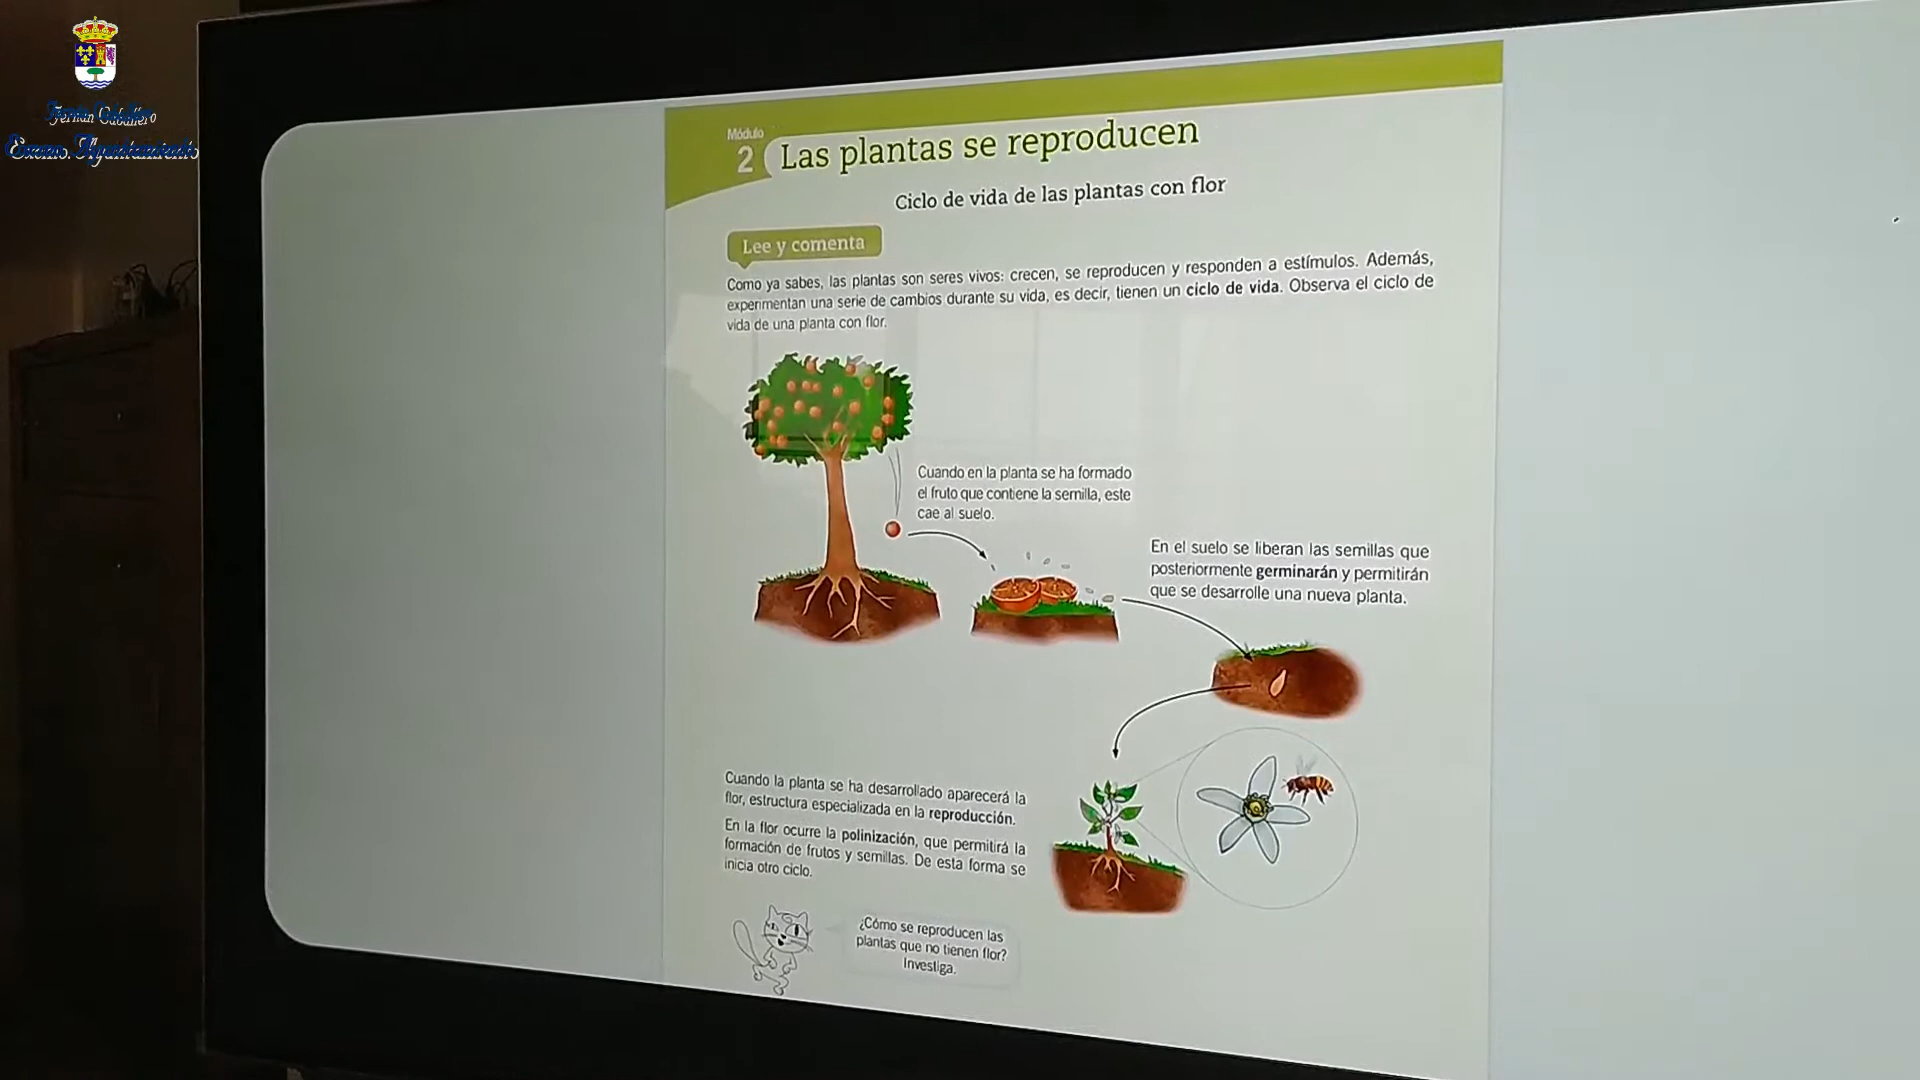 Fernán Caballero
Excmo. Ayuntamiento
Módulo
2
Las plantas se reproducen
Ciclo de vida de las plantas con flor
Lee y comenta
Como ya sabes, las plantas son seres vivos: crecen, se reproducen y responden a estímulos. Además,
experimentan una serie de cambios durante su vida, es decir, tienen un ciclo de vida. Observa el ciclo de
vida de una planta con flor.
Cuando en la planta se ha formado
el fruto que contiene la semilla, este
cae al suelo.
En el suelo se liberan las semillas que
posteriormente germinarán y permitirán
que se desarrolle una nueva planta.
Cuando la planta se ha desarrollado aparecerá la
flor, estructura especializada en la reproducción.
En la flor ocurre la polinización, que permitirá la
formación de frutos y semillas. De esta forma se
inicia otro ciclo.
¿Cómo se reproducen las
plantas que no tienen flor?
Investiga.